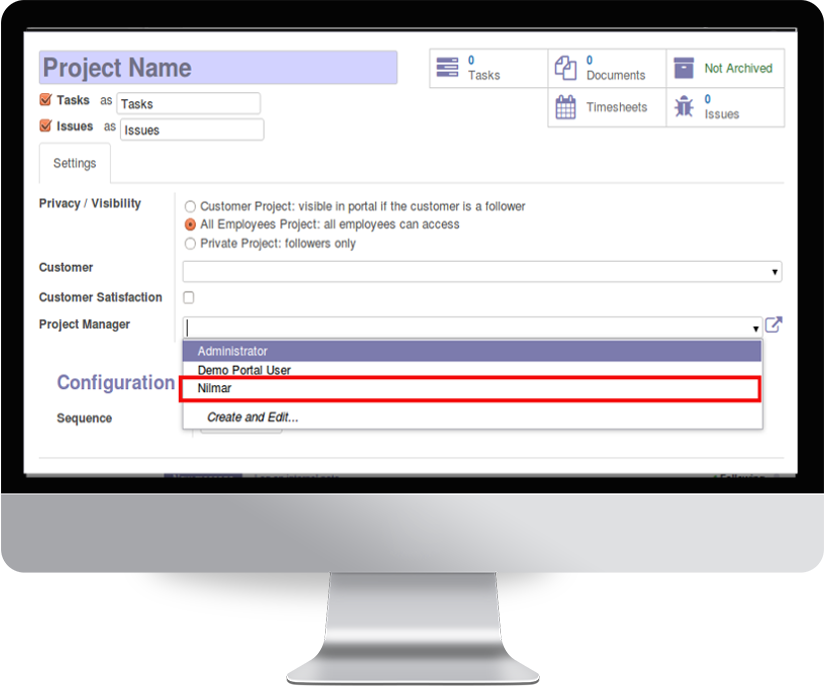 Project Name
0
Tasks
0
Documents
Not Archived
Tasks as Tasks
Timesheets
0
Issues
Issues as Issues
Settings
Privacy / Visibility
Customer Project: visible in portal if the customer is a follower
All Employees Project: all employees can access
Private Project: followers only
Customer
Customer Satisfaction
Project Manager
Administrator
Demo Portal User
Configuration
Nilmar
Sequence
Create and Edit...